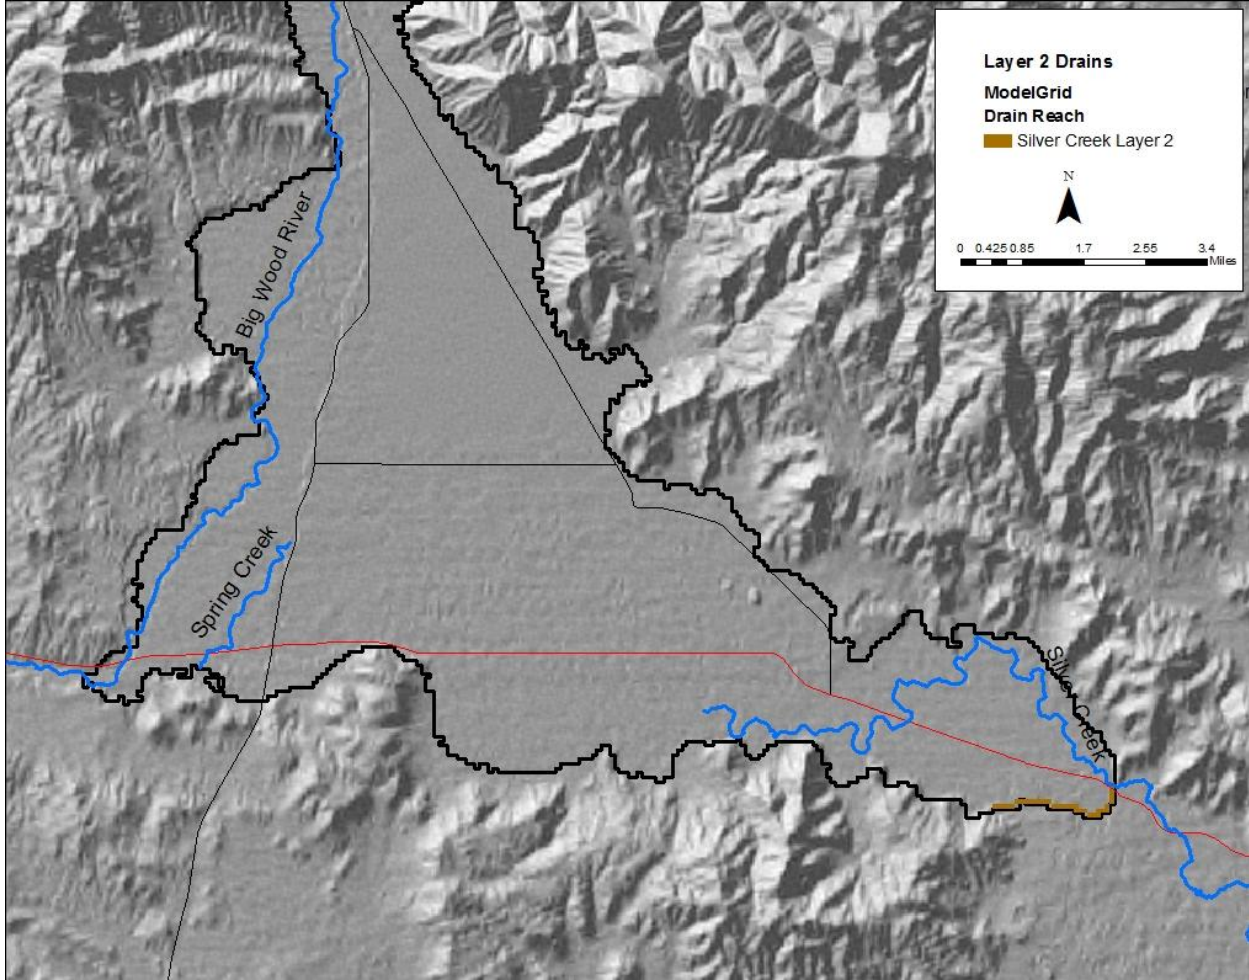 Layer 2 Drains
ModelGrid
Drain Reach
Silver Creek Layer 2
N
0 0.425 0.85 1.7 2.55 3.4
Miles
Big Wood River
Spring Creek
Silver Creek